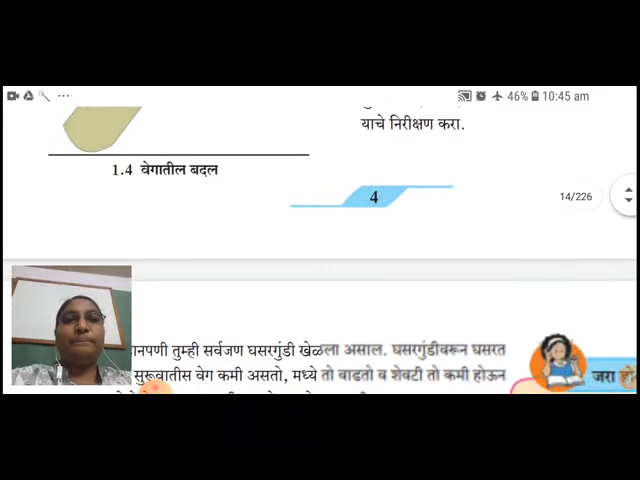 46% 10:45 am
याचे निरीक्षण करा.
1.4 वेगातील बदल
4
14/226
तुम्ही सर्वजण घसरगुंडी खेळला असाल. घसरगुंडीवरून घसरत
सुरूवातीस वेग कमी असतो, मध्ये तो वाढतो व शेवटी तो कमी होऊन
जरा